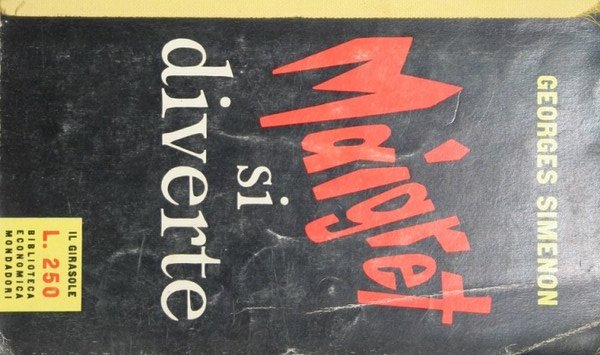 GEORGES SIMENON
Maigret
si
diverte
IL GIRASOLE
L. 250
BIBLIOTECA
ECONOMICA
MONDADORI